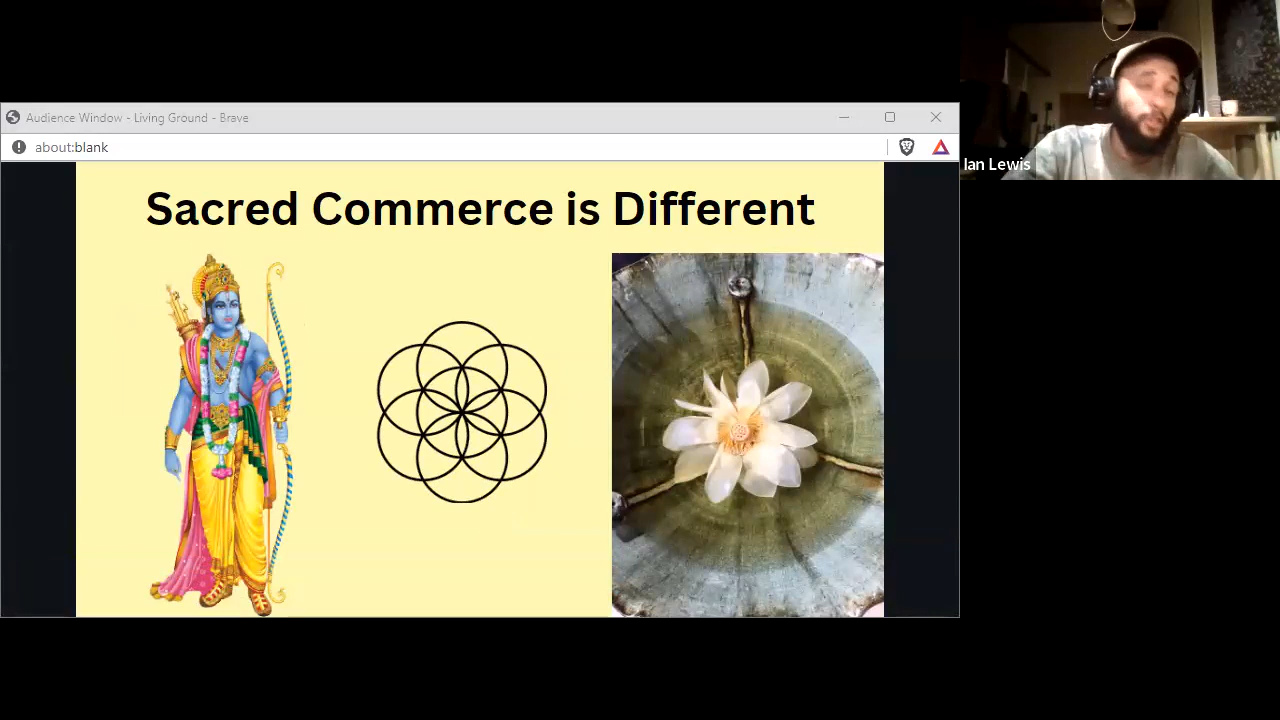 Audience Window - Living Ground - Brave
about:blank
Sacred Commerce is Different
Ian Lewis